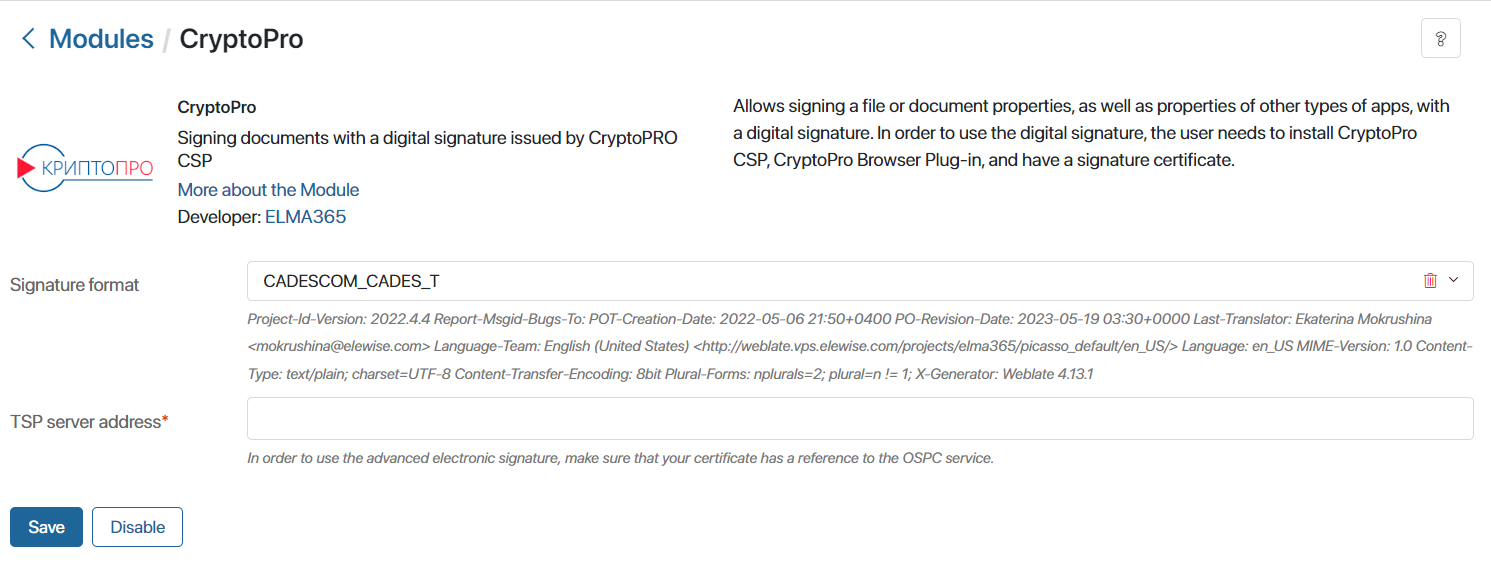 Modules / CryptoPro
?
КРИПТОПРО
CryptoPro
Signing documents with a digital signature issued by CryptoPRO
CSP
More about the Module
Developer: ELMA365
Allows signing a file or document properties, as well as properties of other types of apps, with
a digital signature. In order to use the digital signature, the user needs to install CryptoPro
CSP, CryptoPro Browser Plug-in, and have a signature certificate.
Signature format
CADESCOM_CADES_T
Project-Id-Version: 2022.4.4 Report-Msgid-Bugs-To: POT-Creation-Date: 2022-05-06 21:50+0400 PO-Revision-Date: 2023-05-19 03:30+0000 Last-Translator: Ekaterina Mokrushina
<mokrushina@elewise.com> Language-Team: English (United States) <http://weblate.vps.elewise.com/projects/elma365/picasso_default/en_US/> Language: en_US MIME-Version: 1.0 Content-
Type: text/plain; charset=UTF-8 Content-Transfer-Encoding: 8bit Plural-Forms: nplurals=2; plural=n != 1; X-Generator: Weblate 4.13.1
TSP server address*
In order to use the advanced electronic signature, make sure that your certificate has a reference to the OSPC service.
Save
Disable